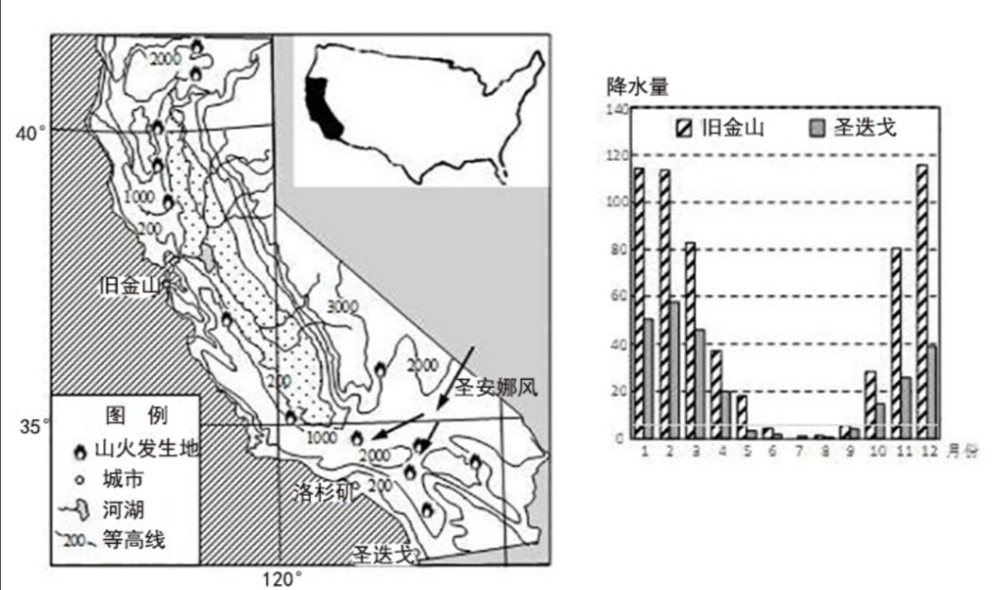 2000
40°
1000
200
旧金山
3000
2000
圣安娜风
200
35°
1000
2000
洛杉矶
200
圣迭戈
120°
图 例
山火发生地
城市
河湖
200
等高线
降水量
140
旧金山
圣迭戈
120
100
80
60
40
20
0
1 2 3 4 5 6 7 8 9 10 11 12 月份